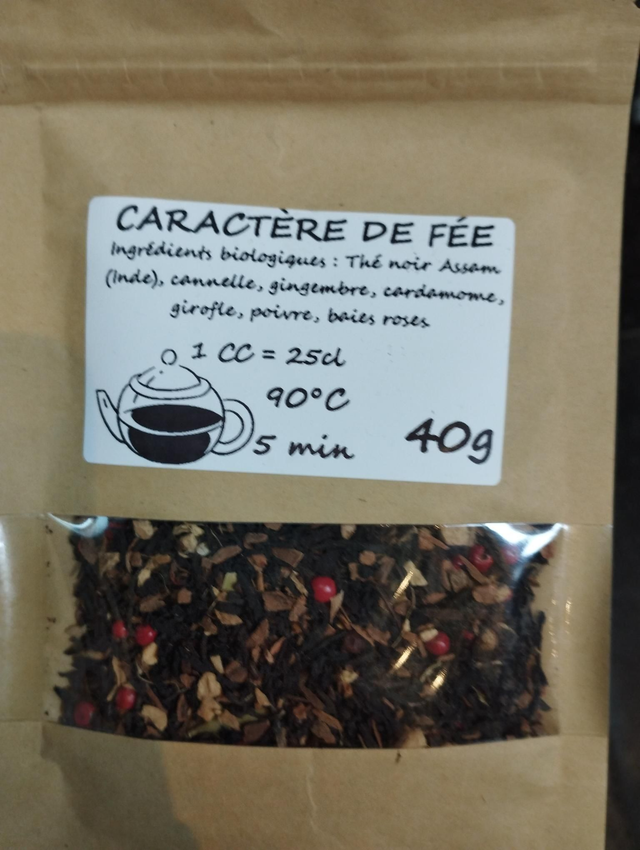 CARACTÈRE DE FÉE
Ingrédients biologiques : Thé noir Assam
(Inde), cannelle, gingembre, cardamome,
girofle, poivre, baies roses
1 CC = 25cl
90°C
5 min
40g